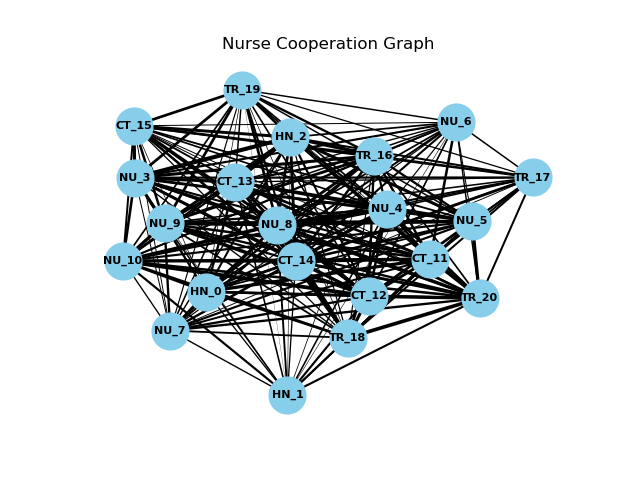 Nurse Cooperation Graph
TR_19
NU_6
CT_15
HN_2
TR_16
NU_3
CT_13
TR_17
NU_4
NU_9
NU_8
NU_5
NU_10
CT_14
CT_11
HN_0
CT_12
TR_20
NU_7
TR_18
HN_1